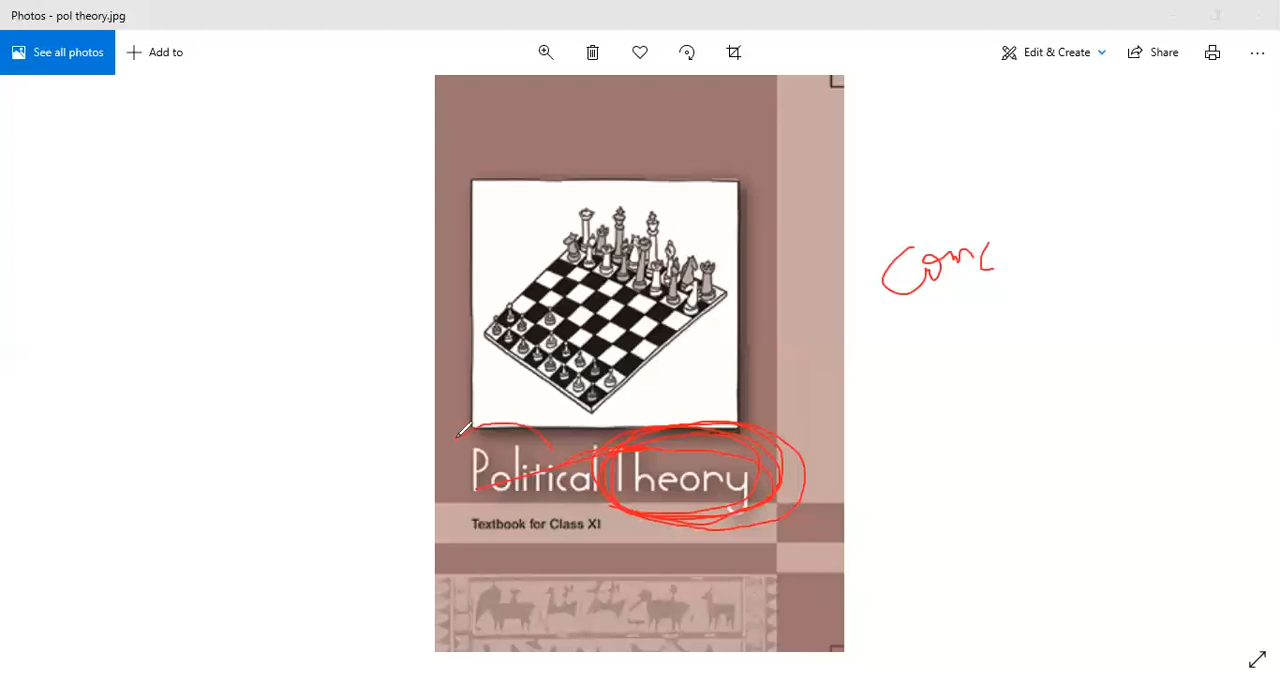 Photos - pol theory.jpg
See all photos
Add to
Edit & Create
Share
Political Theory
Textbook for Class XI